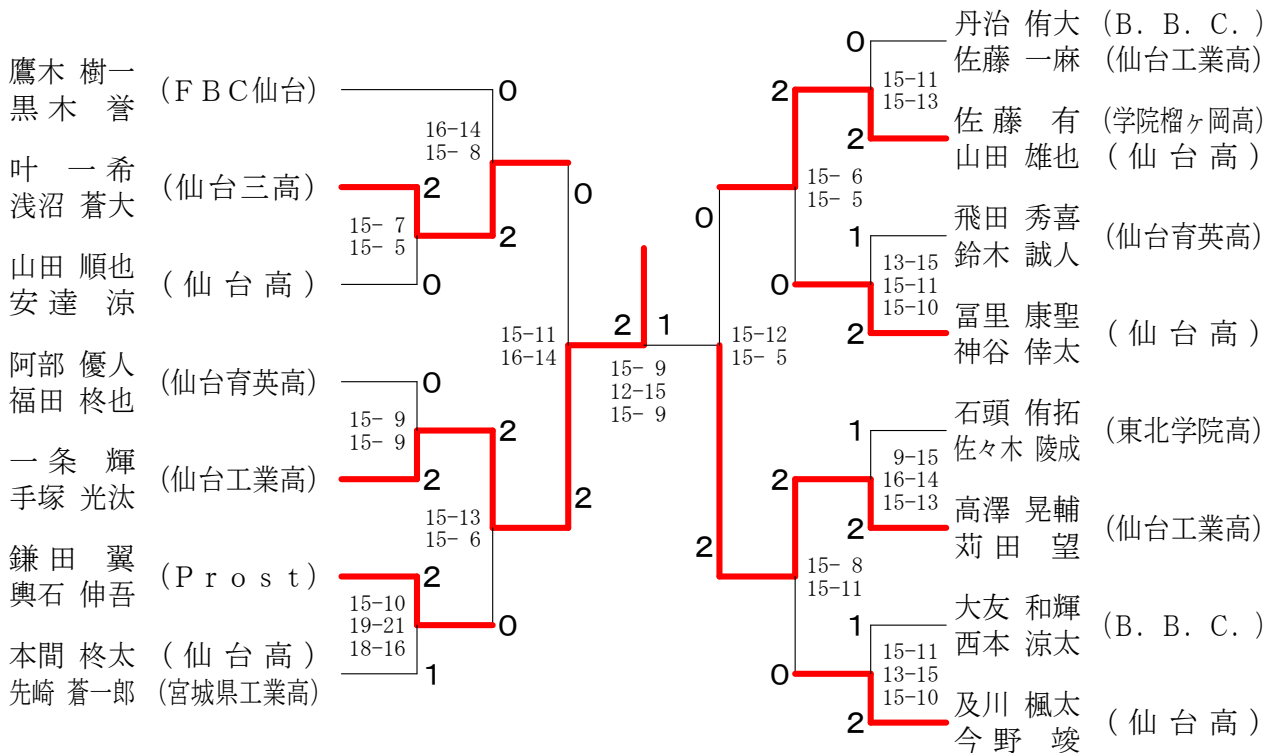 鷹木 樹一
黒木 誉
(FBC仙台)
0
16-14
15- 8
叶 一希
浅沼 蒼大
(仙台三高)
2
15- 7
15- 5
2
0
山田 順也
安達 涼
(仙台高)
0
15-11
16-14
阿部 優人
福田 柊也
(仙台育英高)
0
15- 9
15- 9
2
一条 輝
手塚 光汰
(仙台工業高)
2
2
15-13
15- 6
鎌田 翼
輿石 伸吾
(Prost)
2
15-10
19-21
18-16
0
本間 柊太 (仙台高)
先崎 蒼一郎 (宮城県工業高)
1
2 1
15- 9
12-15
15- 9
丹治 侑大 (B. B. C.)
佐藤 一麻 (仙台工業高)
0
15-11
15-13
2
佐藤 有 (学院榴ヶ岡高)
山田 雄也 (仙台高)
2
15- 6
15- 5
0
飛田 秀喜
鈴木 誠人
(仙台育英高)
1
13-15
15-11
15-10
0
冨里 康聖
神谷 倖太
(仙台高)
2
15-12
15- 5
石頭 侑拓
佐々木 陵成
(東北学院高)
1
9-15
16-14
15-13
2
高澤 晃輔
苅田 望
(仙台工業高)
2
2
15- 8
15-11
大友 和輝
西本 涼太
(B. B. C.)
1
15-11
13-15
15-10
0
及川 楓太
今野 竣
(仙台高)
2